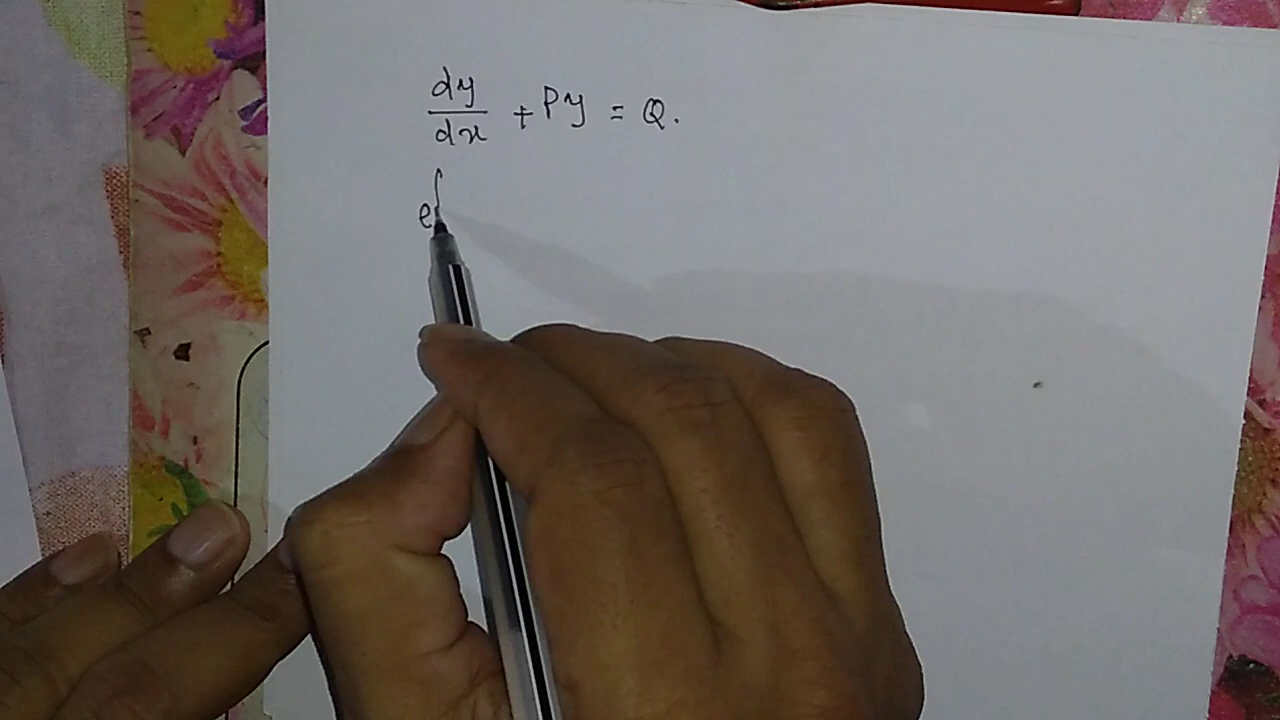 dy/dx + Py = Q.
e∫